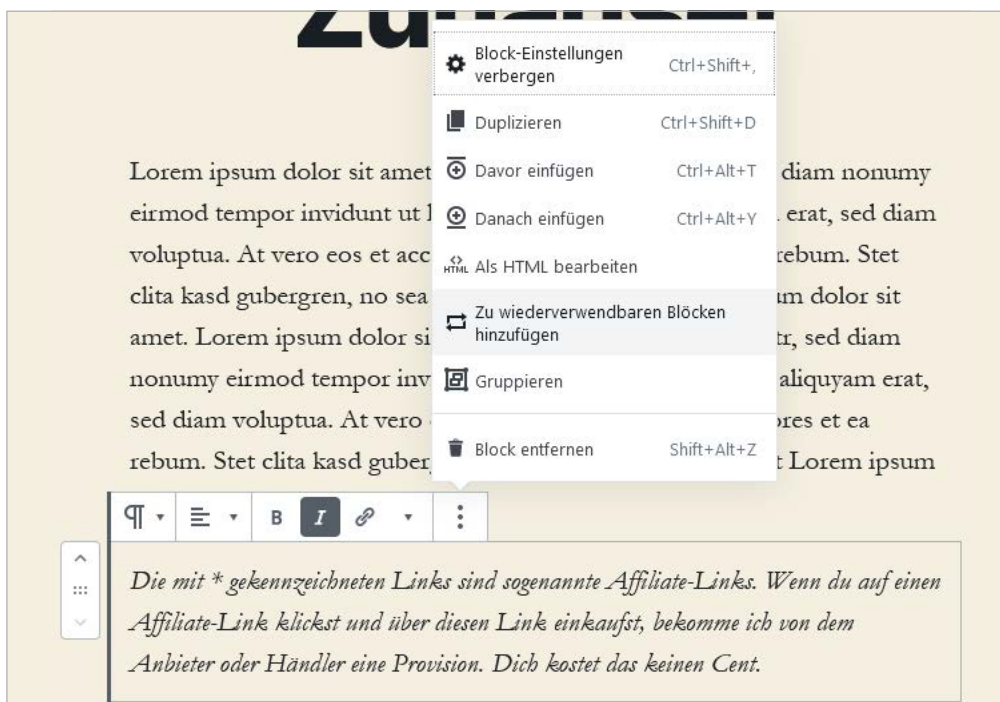 Block-Einstellungen
verbergen Ctrl+Shift+,
Duplizieren Ctrl+Shift+D
Davor einfügen Ctrl+Alt+T
Danach einfügen Ctrl+Alt+Y
HTML Als HTML bearbeiten
Zu wiederverwendbaren Blöcken
hinzufügen
Gruppieren
Block entfernen Shift+Alt+Z
Lorem ipsum dolor sit amet diam nonumy
eirmod tempor invidunt ut erat, sed diam
voluptua. At vero eos et acc rebum. Stet
clita kasd gubergren, no sea dolor sit
amet. Lorem ipsum dolor si sed diam
nonumy eirmod tempor inv aliquyam erat,
sed diam voluptua. At vero et ea
rebum. Stet clita kasd Lorem ipsum
B I
Die mit * gekennzeichneten Links sind sogenannte Affiliate-Links. Wenn du auf einen
Affiliate-Link klickst und über diesen Link einkaufst, bekomme ich von dem
Anbieter oder Händler eine Provision. Dich kostet das keinen Cent.